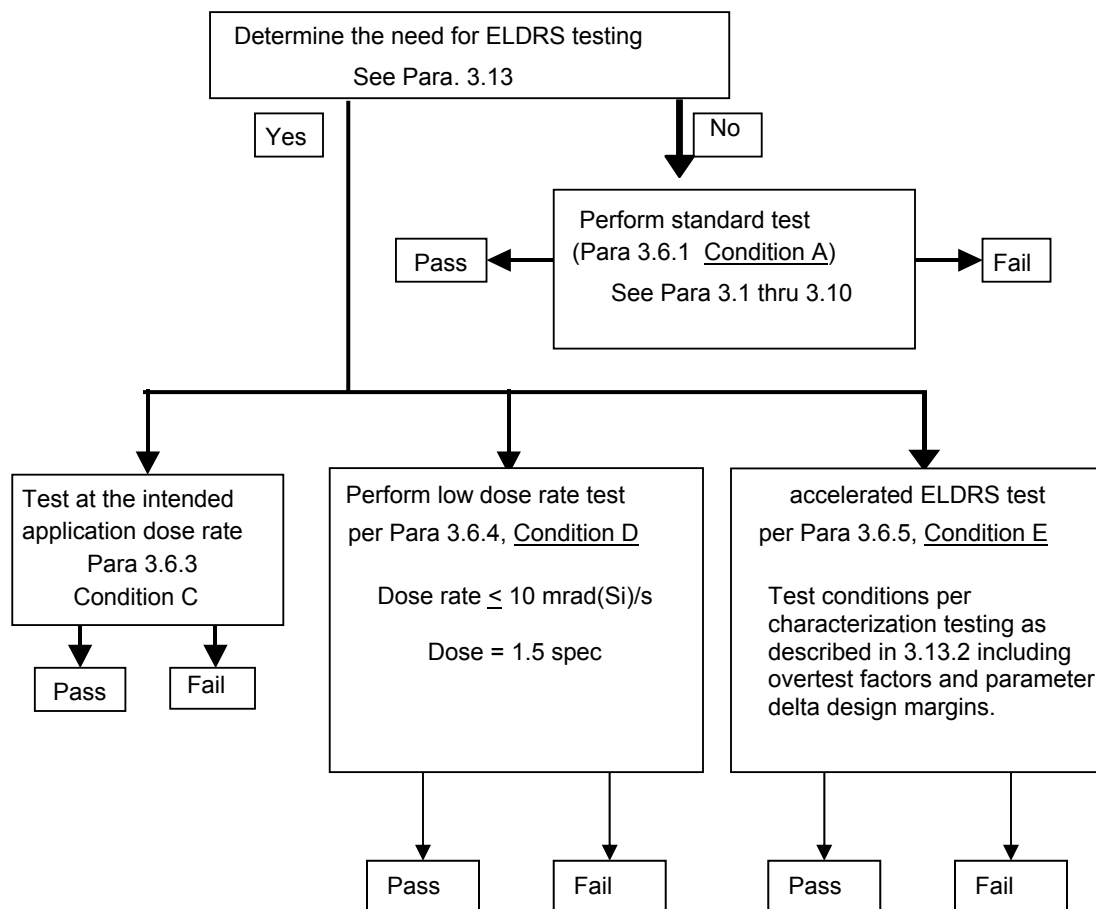 Determine the need for ELDRS testing
See Para. 3.13
Yes
No
Perform standard test
(Para 3.6.1 Condition A)
See Para 3.1 thru 3.10
Pass
Fail
Test at the intended
application dose rate
Para 3.6.3
Condition C
Pass
Fail
Perform low dose rate test
per Para 3.6.4, Condition D
Dose rate ≤ 10 mrad(Si)/s
Dose = 1.5 spec
Pass
Fail
accelerated ELDRS test
per Para 3.6.5, Condition E
Test conditions per
characterization testing as
described in 3.13.2 including
overtest factors and parameter
delta design margins.
Pass
Fail